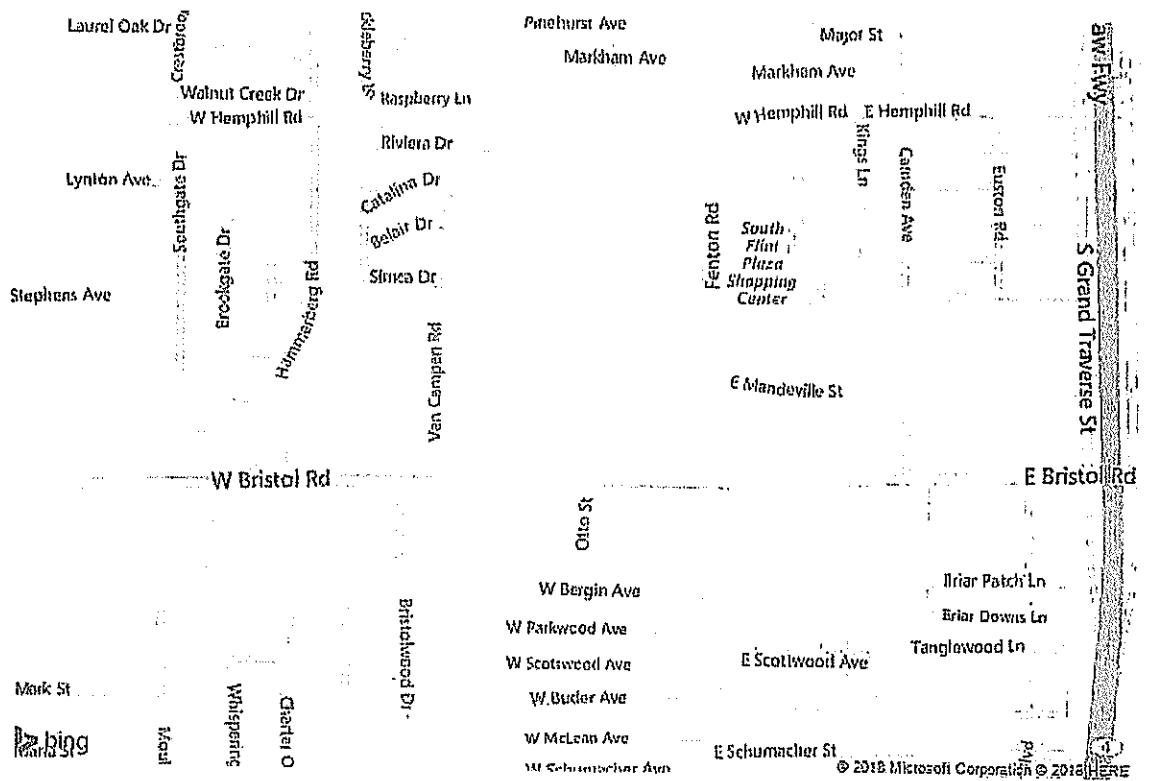 Laurel Oak Dr
Pinehurst Ave
Major St
Markham Ave
Markham Ave
Walnut Creek Dr
Raspberry Ln
W Hemphill Rd
W Hemphill Rd
E Hemphill Rd
Riviera Dr
Kings Ln
Camden Ave
Euston Rd
Lynton Ave
Southgate Dr
Catalina Dr
Belair Dr
Fenton Rd
South
Flint
Plaza
Shopping
Center
Brookgate Dr
Simca Dr
Stephens Ave
Hammerberg Rd
S Grand Traverse St
Van Campen Rd
E Mandeville St
W Bristol Rd
E Bristol Rd
Otto St
W Bergin Ave
Briar Patch Ln
Bristolwood Dr
W Parkwood Ave
Briar Downs Ln
Tanglewood Ln
W Scottwood Ave
E Scottwood Ave
Mark St
Whispering
Charter O
W Buder Ave
bing
W McLean Ave
E Schumacher St
W Schumacher Ave
© 2018 Microsoft Corporation © 2018 HERE